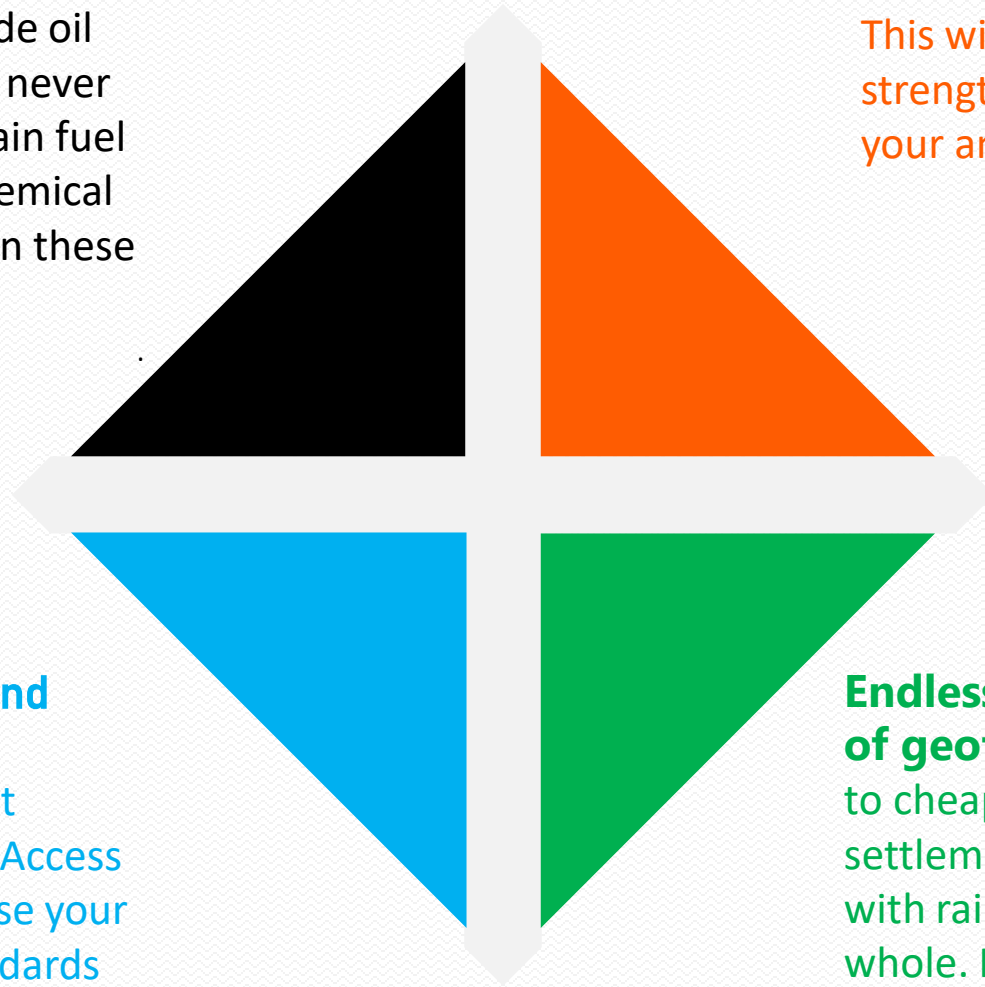 de oil
never
ain fuel
emical
n these
.
This wi
strengt
your ar
nd
t
Access
se your
dards
Endless
of geot
to cheap
settlem
with rai
whole.